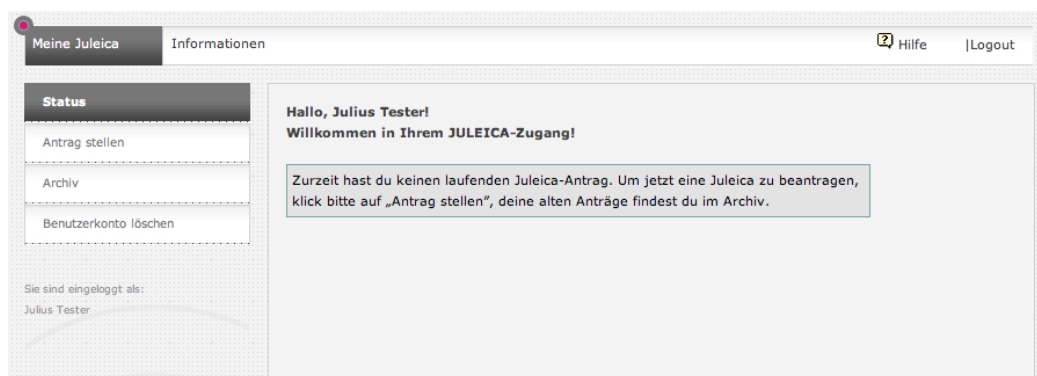 Meine Juleica
Informationen
Hilfe
|Logout
Status
Antrag stellen
Archiv
Benutzerkonto löschen
Sie sind eingeloggt als:
Julius Tester
Hallo, Julius Tester!
Willkommen in Ihrem JULEICA-Zugang!
Zurzeit hast du keinen laufenden Juleica-Antrag. Um jetzt eine Juleica zu beantragen,
klick bitte auf „Antrag stellen”, deine alten Anträge findest du im Archiv.